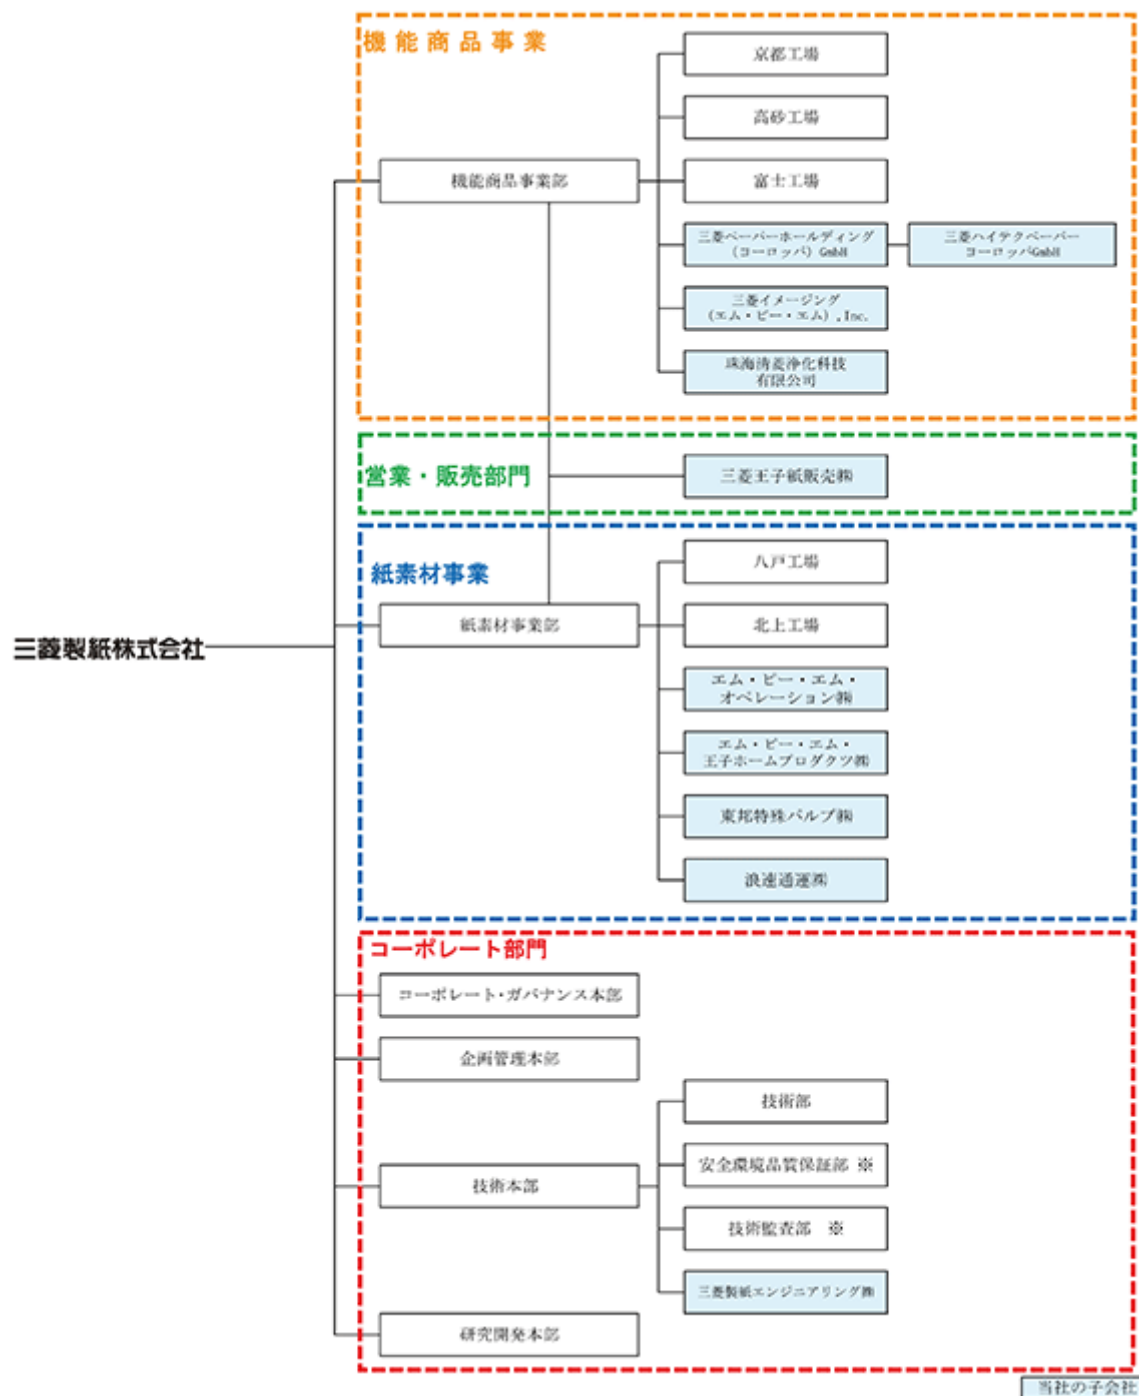 機能商品事業
京都工場
高砂工場
機能商品事業部
富士工場
三菱ペーパーホールディング
(ヨーロッパ) GmbH
三菱ハイテクペーパー
ヨーロッパGmbH
三菱イメージング
(エム・ピー・エム) ,Inc.
珠海清菱浄化科技
有限公司
営業・販売部門
三菱王子紙販売㈱
紙素材事業
八戸工場
紙素材事業部
北上工場
三菱製紙株式会社
エム・ピー・エム・
オペレーション㈱
エム・ピー・エム・
王子ホームプロダクツ㈱
東邦特殊パルプ㈱
浪速通運㈱
コーポレート部門
コーポレート・ガバナンス本部
企画管理本部
技術部
安全環境品質保証部 ※
技術本部
技術監査部 ※
三菱製紙エンジニアリング㈱
研究開発本部
当社の子会社